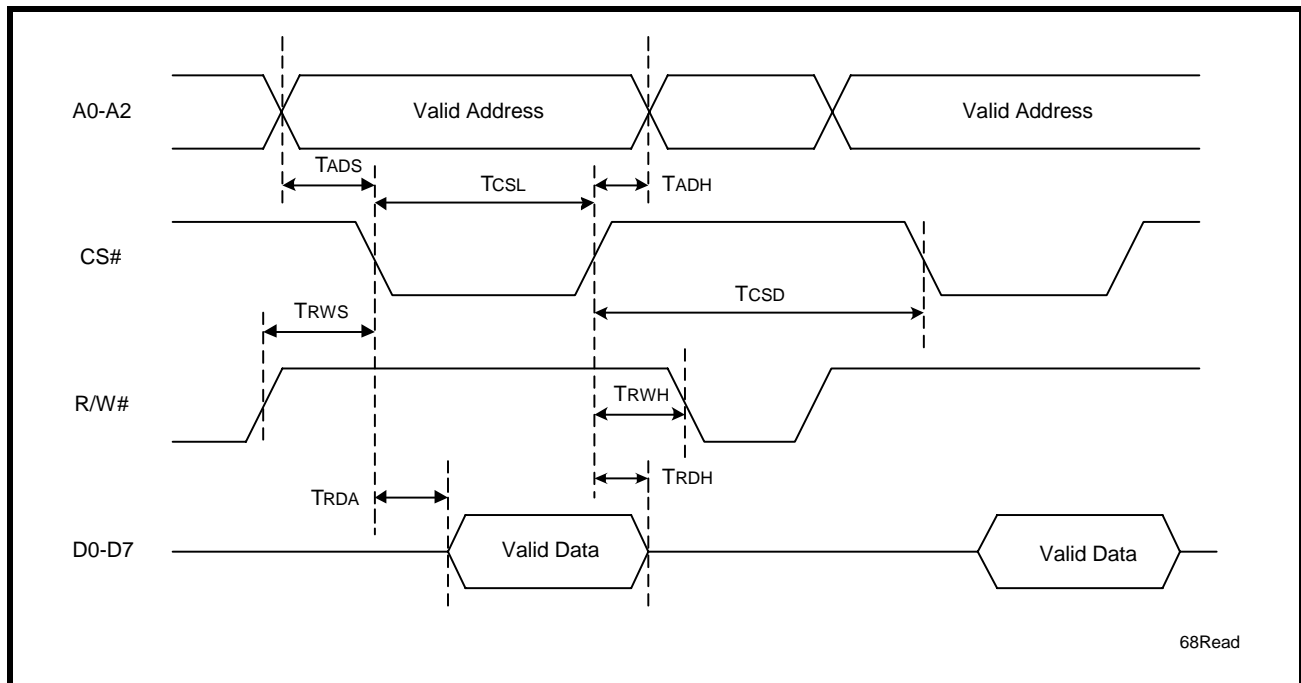 A0-A2
Valid Address
Valid Address
TADS
TCSL
TADH
CS#
TCSD
TRWS
R/W#
TRWH
TRDH
TRDA
D0-D7
Valid Data
Valid Data
68Read